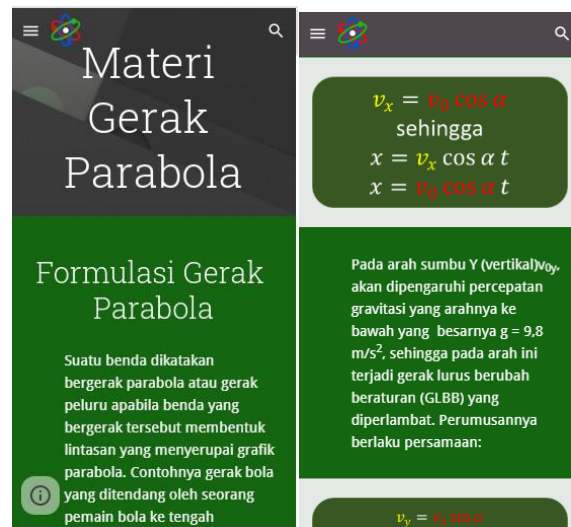 Materi
Gerak
Parabola
Formulasi Gerak
Parabola
Suatu benda dikatakan
bergerak parabola atau gerak
peluru apabila benda yang
bergerak tersebut membentuk
lintasan yang menyerupai grafik
parabola. Contohnya gerak bola
yang ditendang oleh seorang
pemain bola ke tengah
vₓ = v₀ cos α
sehingga
x = vₓ cos α t
x = v₀ cos α t
Pada arah sumbu Y (vertikal)v₀y,
akan dipengaruhi percepatan
gravitasi yang arahnya ke
bawah yang besarnya g = 9,8
m/s², sehingga pada arah ini
terjadi gerak lurus berubah
beraturan (GLBB) yang
diperlambat. Perumusannya
berlaku persamaan:
v_y = v₀ sin α